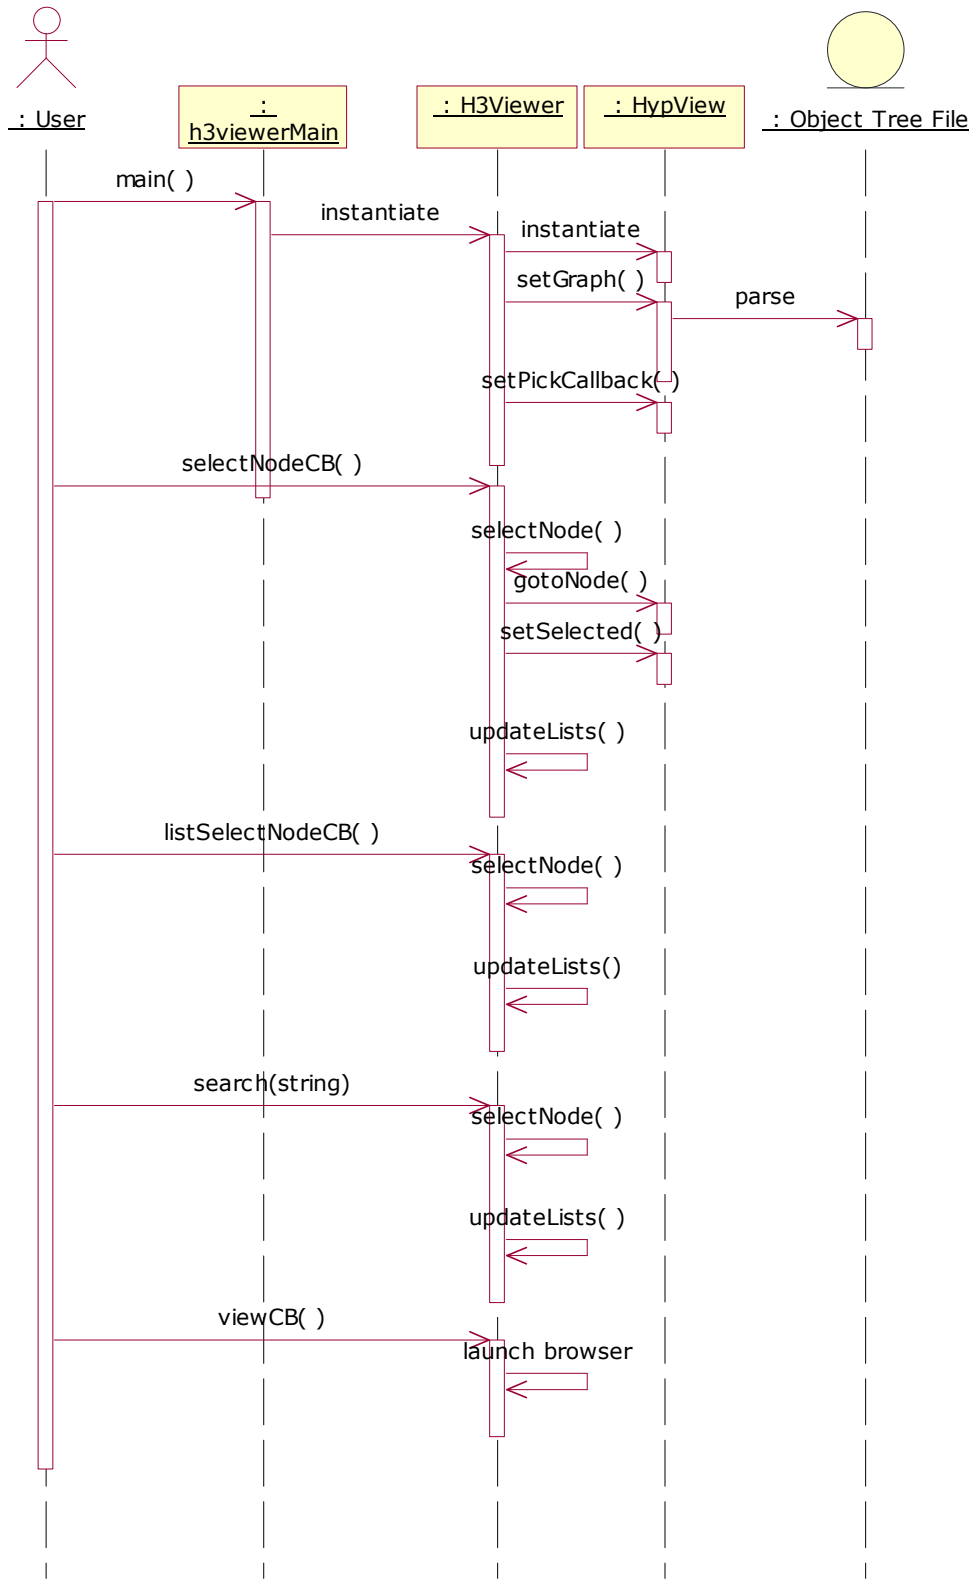 : User
:
h3viewerMain
: H3Viewer
: HypView
: Object Tree File
main( )
instantiate
instantiate
setGraph( )
parse
setPickCallback( )
selectNodeCB( )
selectNode( )
gotoNode( )
setSelected( )
updateLists( )
listSelectNodeCB( )
selectNode( )
updateLists()
search(string)
selectNode( )
updateLists( )
viewCB( )
launch browser